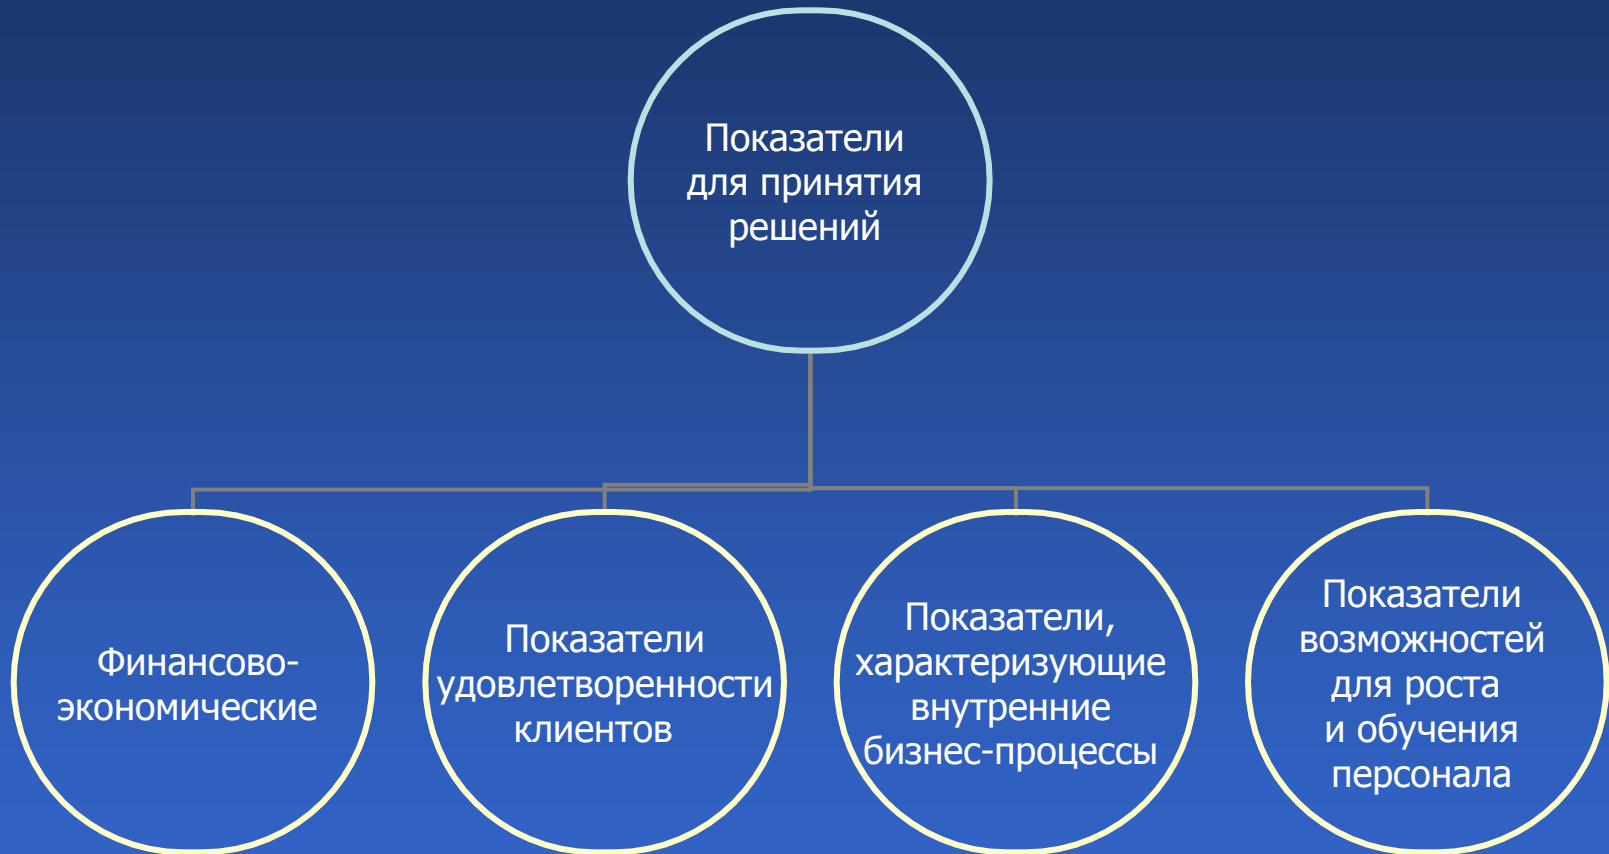 Показатели
для принятия
решений
Финансово-
экономические
Показатели
удовлетворенности
клиентов
Показатели,
характеризующие
внутренние
бизнес-процессы
Показатели
возможностей
для роста
и обучения
персонала